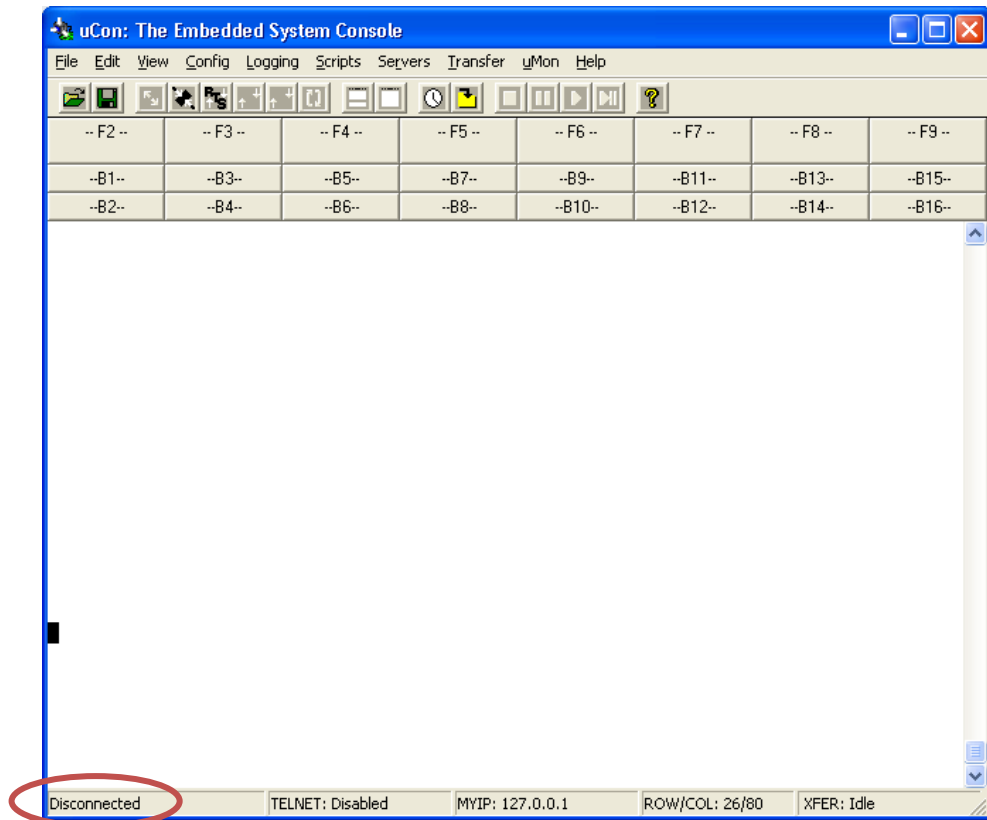 uCon: The Embedded System Console
File Edit View Config Logging Scripts Servers Transfer uMon Help
RTS
-- F2 -- -- F3 -- -- F4 -- -- F5 -- -- F6 -- -- F7 -- -- F8 -- -- F9 --
--B1-- --B3-- --B5-- --B7-- --B9-- --B11-- --B13-- --B15--
--B2-- --B4-- --B6-- --B8-- --B10-- --B12-- --B14-- --B16--
Disconnected TELNET: Disabled MYIP: 127.0.0.1 ROW/COL: 26/80 XFER: Idle